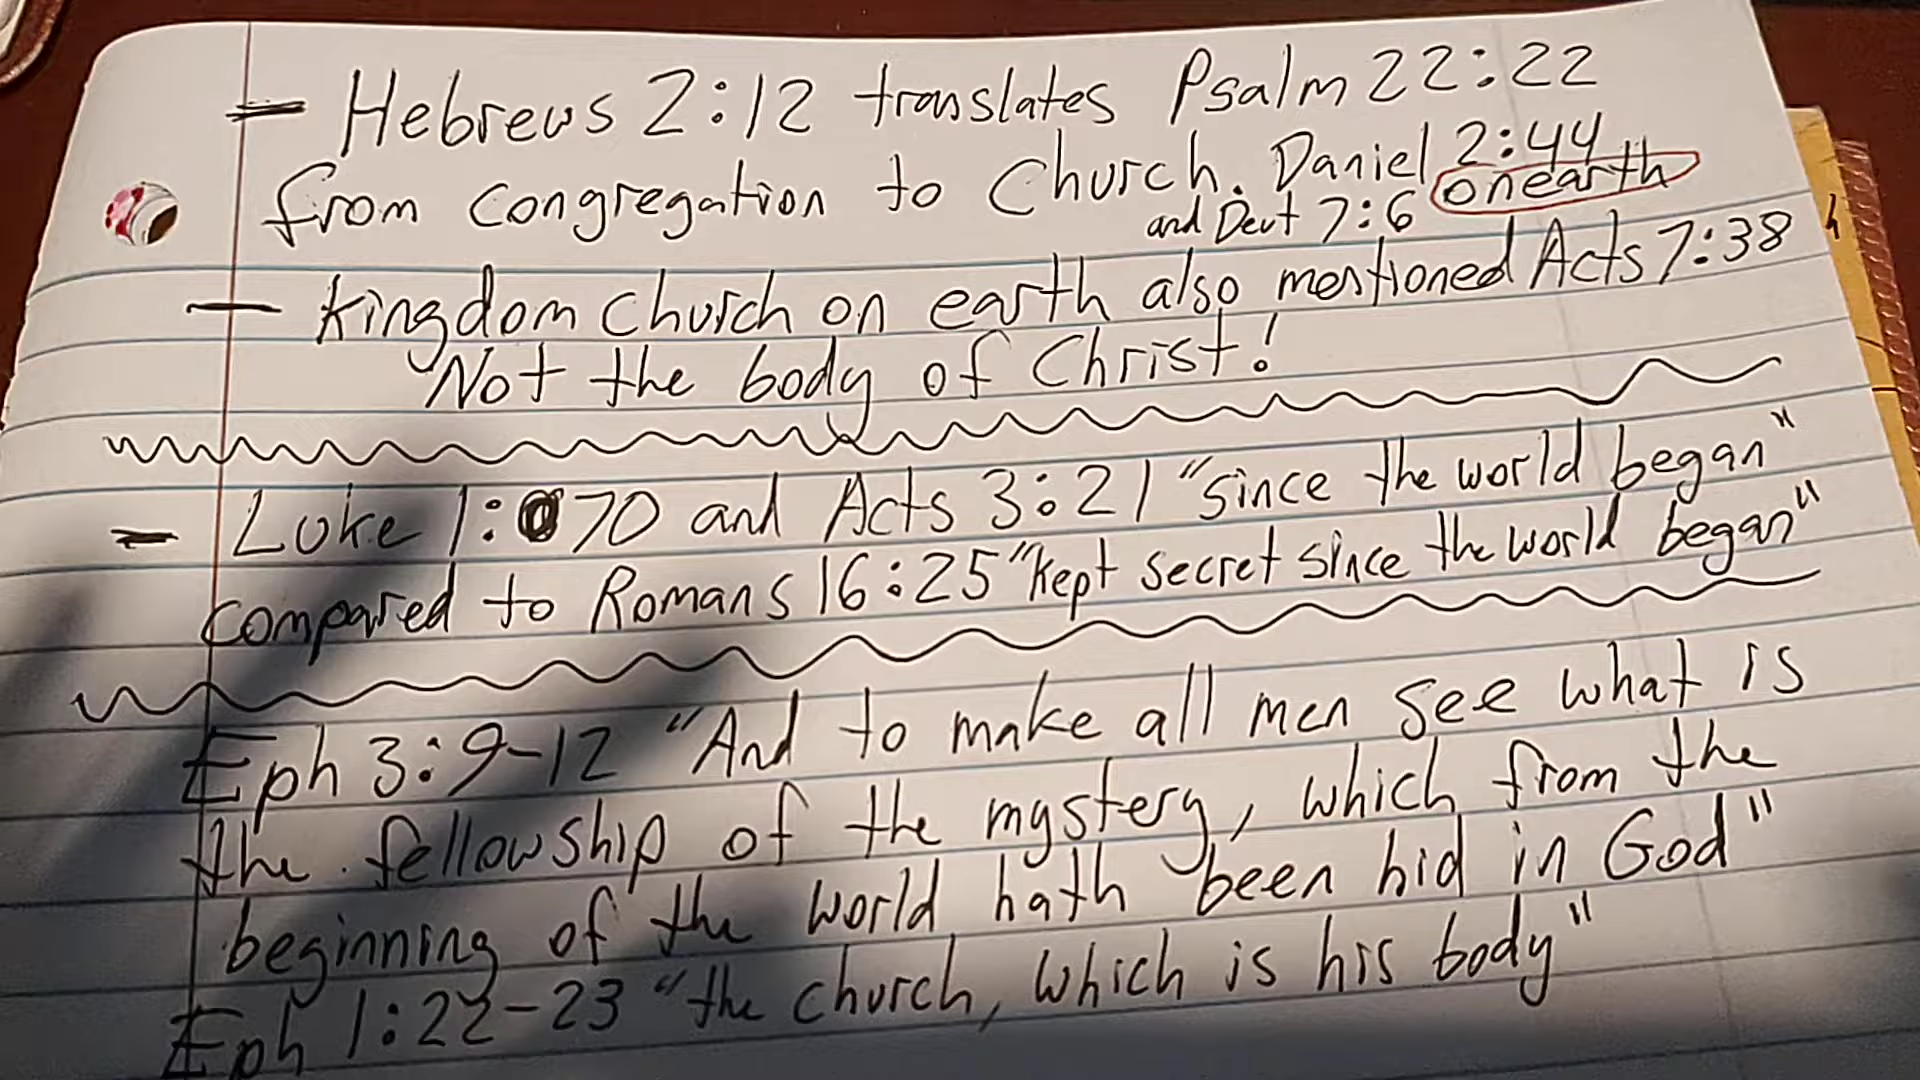 - Hebrews 2:12 translates Psalm 22:22
from congregation to Church. Daniel 2:44
and Deut 7:6 on earth
- Kingdom Church on earth also mentioned Acts 7:38
Not the body of Christ!
- Luke 1:70 and Acts 3:21 "since the world began"
compared to Romans 16:25 "kept secret since the world began"
Eph 3:9-12 "And to make all men see what is
the fellowship of the mystery, which from the
beginning of the world hath been hid in God"
Eph 1:22-23 "the church, which is his body"